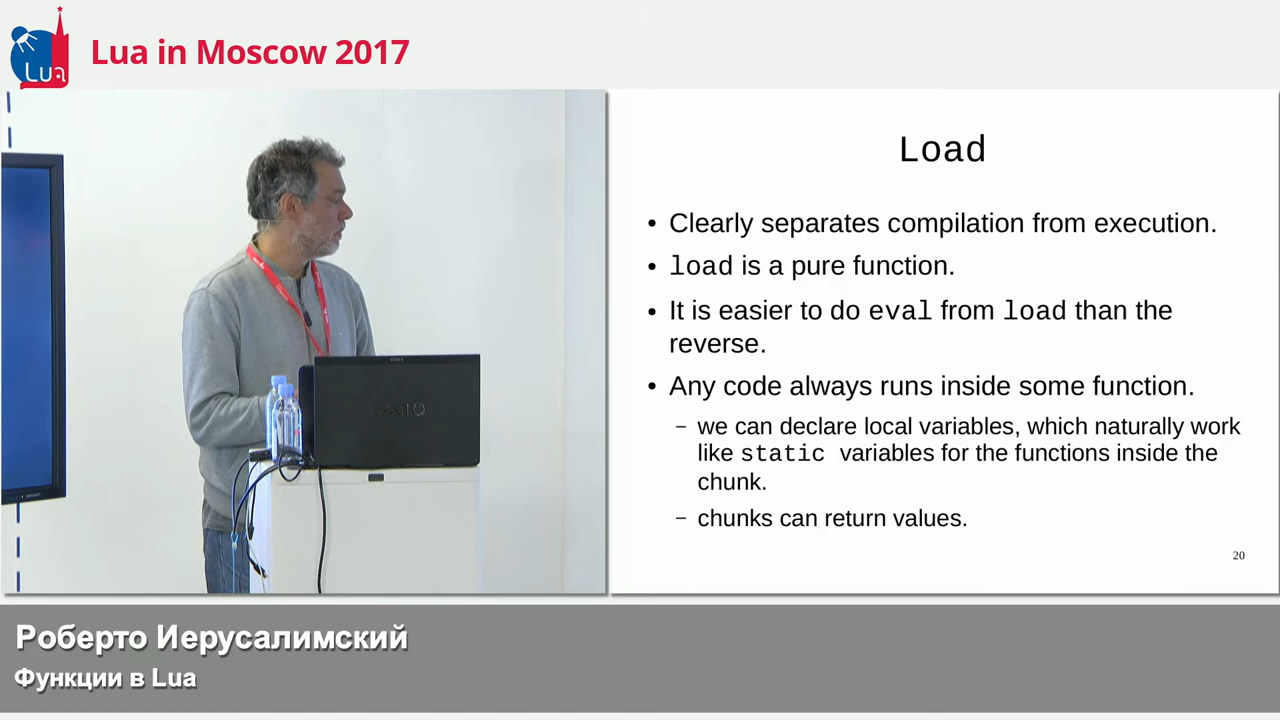 Lua
Lua in Moscow 2017
VAIO
Load
• Clearly separates compilation from execution.
• load is a pure function.
• It is easier to do eval from load than the
reverse.
• Any code always runs inside some function.
– we can declare local variables, which naturally work
like static variables for the functions inside the
chunk.
– chunks can return values.
20
Роберто Иерусалимский
Функции в Lua